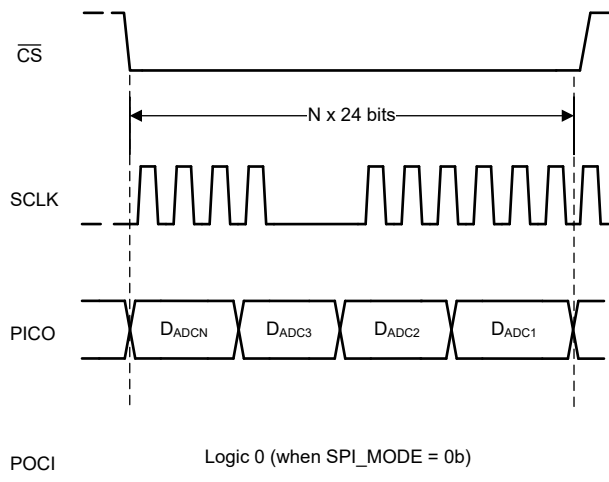 CS
N x 24 bits
SCLK
PICO
DADCN DADC3 DADC2 DADC1
POCI
Logic 0 (when SPI_MODE = 0b)